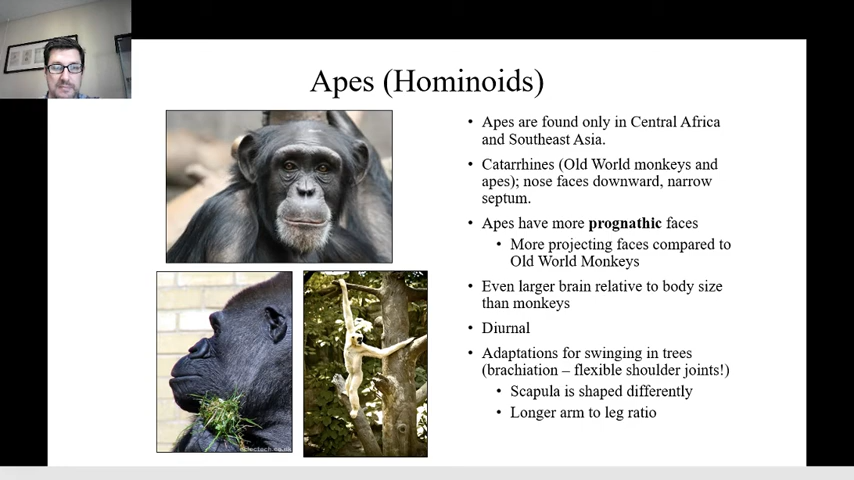 Apes (Hominoids)
• Apes are found only in Central Africa
and Southeast Asia.
• Catarrhines (Old World monkeys and
apes); nose faces downward, narrow
septum.
• Apes have more prognathic faces
• More projecting faces compared to
Old World Monkeys
• Even larger brain relative to body size
than monkeys
• Diurnal
• Adaptations for swinging in trees
(brachiation – flexible shoulder joints!)
• Scapula is shaped differently
• Longer arm to leg ratio